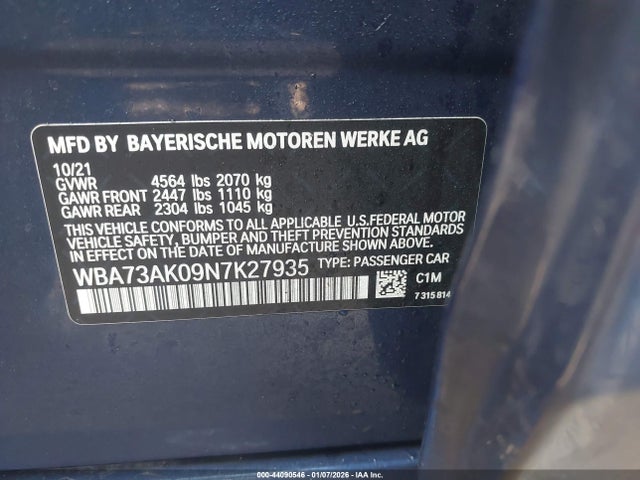 MFD BY BAYERISCHE MOTOREN WERKE AG
10/21
GVWR 4564 lbs 2070 kg
GAWR FRONT 2447 lbs 1110 kg
GAWR REAR 2304 lbs 1045 kg
THIS VEHICLE CONFORMS TO ALL APPLICABLE U.S.FEDERAL MOTOR
VEHICLE SAFETY, BUMPER AND THEFT PREVENTION STANDARDS
IN EFFECT ON THE DATE OF MANUFACTURE SHOWN ABOVE.
WBA73AK09N7K27935 TYPE: PASSENGER CAR
C1M
7 315 814
000-44090546 - 01/07/2026 - IAA, Inc.